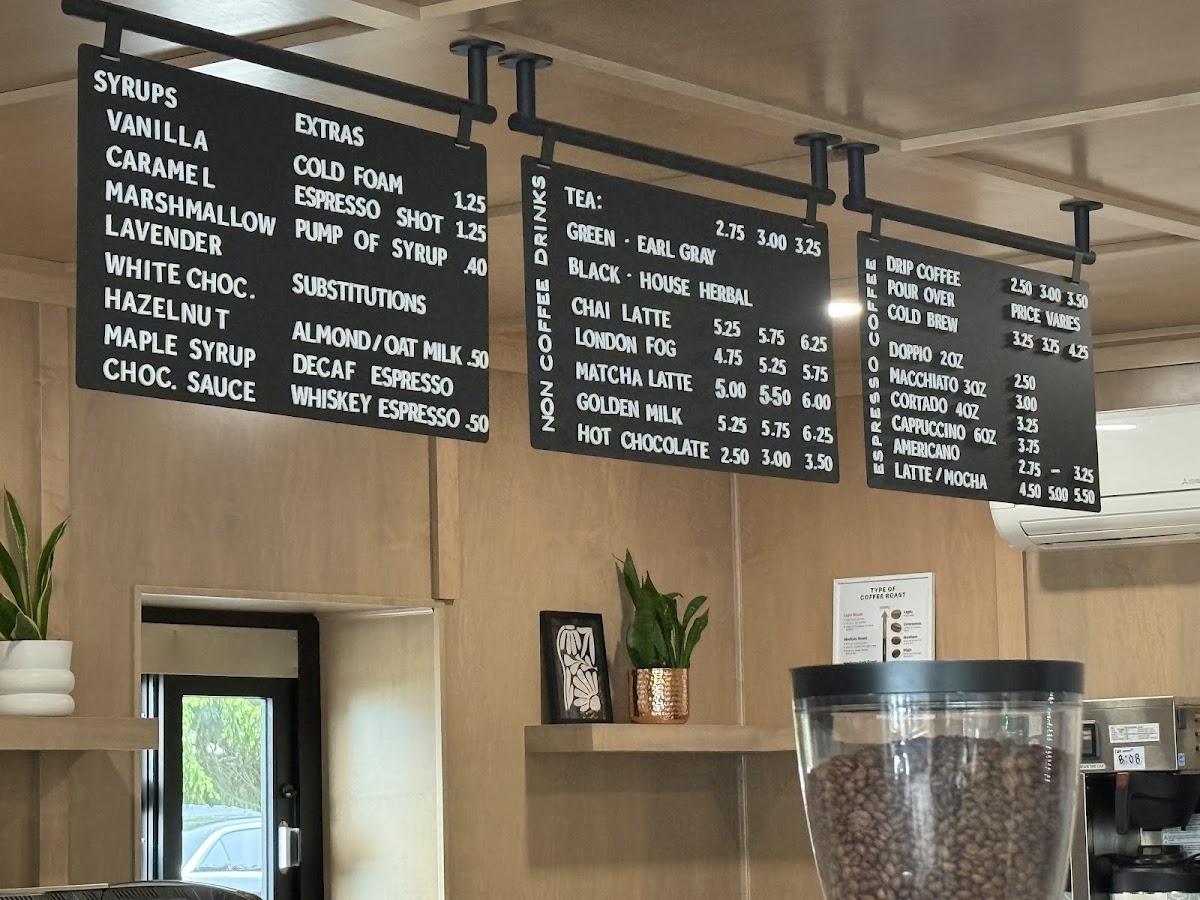 SYRUPS
VANILLA
CARAMEL
MARSHMALLOW
LAVENDER
WHITE CHOC.
HAZELNUT
MAPLE SYRUP
CHOC. SAUCE
EXTRAS
COLD FOAM 1.25
ESPRESSO SHOT 1.25
PUMP OF SYRUP .40
SUBSTITUTIONS
ALMOND/OAT MILK .50
DECAF ESPRESSO
WHISKEY ESPRESSO .50
NON COFFEE DRINKS
TEA: 2.75 3.00 3.25
GREEN · EARL GRAY
BLACK · HOUSE HERBAL
CHAI LATTE 5.25 5.75 6.25
LONDON FOG 4.75 5.25 5.75
MATCHA LATTE 5.00 5.50 6.00
GOLDEN MILK 5.25 5.75 6.25
HOT CHOCOLATE 2.50 3.00 3.50
ESPRESSO COFFEE
DRIP COFFEE 2.50 3.00 3.50
POUR OVER PRICE VARIES
COLD BREW 3.25 3.75 4.25
DOPPIO 2OZ 2.50
MACCHIATO 3OZ 3.00
CORTADO 4OZ 3.25
CAPPUCCINO 6OZ 3.75
AMERICANO 2.75 - 3.25
LATTE/MOCHA 4.50 5.00 5.50
TYPE OF
COFFEE ROAST
Light
Medium
High
8:08